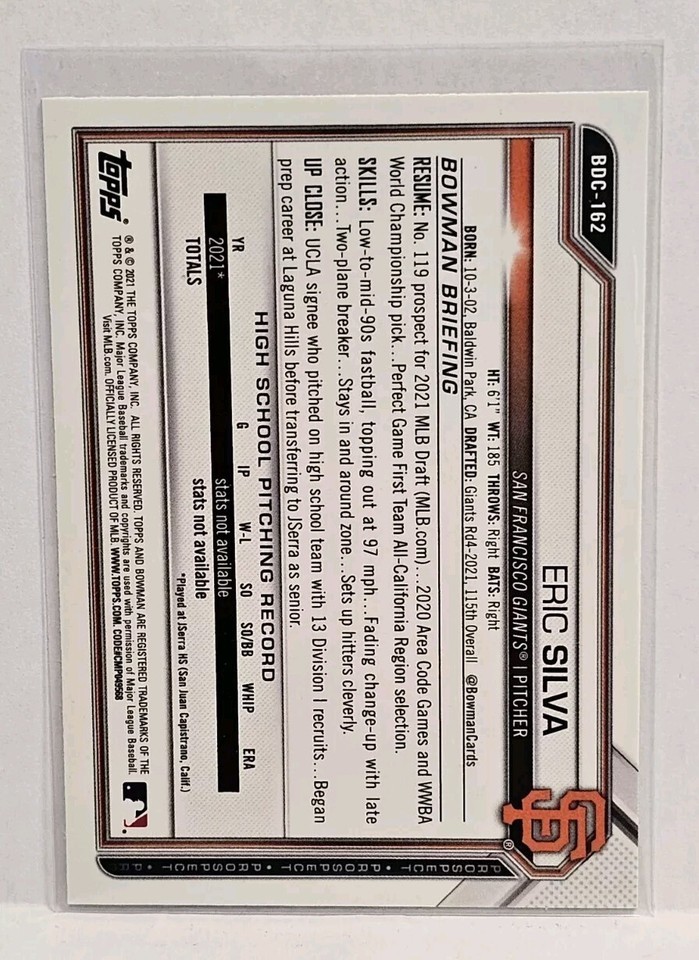 BDC-162
ERIC SILVA
SAN FRANCISCO GIANTS® | PITCHER
HT: 6'1" WT: 185 THROWS: Right BATS: Right
BORN: 10-3-02, Baldwin Park, CA DRAFTED: Giants Rd4-2021, 115th Overall @BowmanCards
BOWMAN BRIEFING
RESUME: No. 119 prospect for 2021 MLB Draft (MLB.com)...2020 Area Code Games and WWBA
World Championship pick...Perfect Game First Team All-California Region selection.
SKILLS: Low-to-mid-90s fastball, topping out at 97 mph...Fading change-up with late
action...Two-plane breaker...Stays in and around zone...Sets up hitters cleverly.
UP CLOSE: UCLA signee who pitched on high school team with 13 Division I recruits...Began
prep career at Laguna Hills before transferring to JSerra as senior.
HIGH SCHOOL PITCHING RECORD
YR G IP W-L SO SO/BB WHIP ERA
2021* stats not available
TOTALS stats not available
*Played at JSerra HS (San Juan Capistrano, Calif.)
topps®
® & © 2021 THE TOPPS COMPANY, INC. ALL RIGHTS RESERVED. TOPPS AND BOWMAN ARE REGISTERED TRADEMARKS OF THE
TOPPS COMPANY, INC. Major League Baseball trademarks and copyrights are used with permission of Major League Baseball.
Visit MLB.com. OFFICIALLY LICENSED PRODUCT OF MLB. WWW.TOPPS.COM. CODE#CMP049568
SF®
PROSPECT • PROSPECT • PR